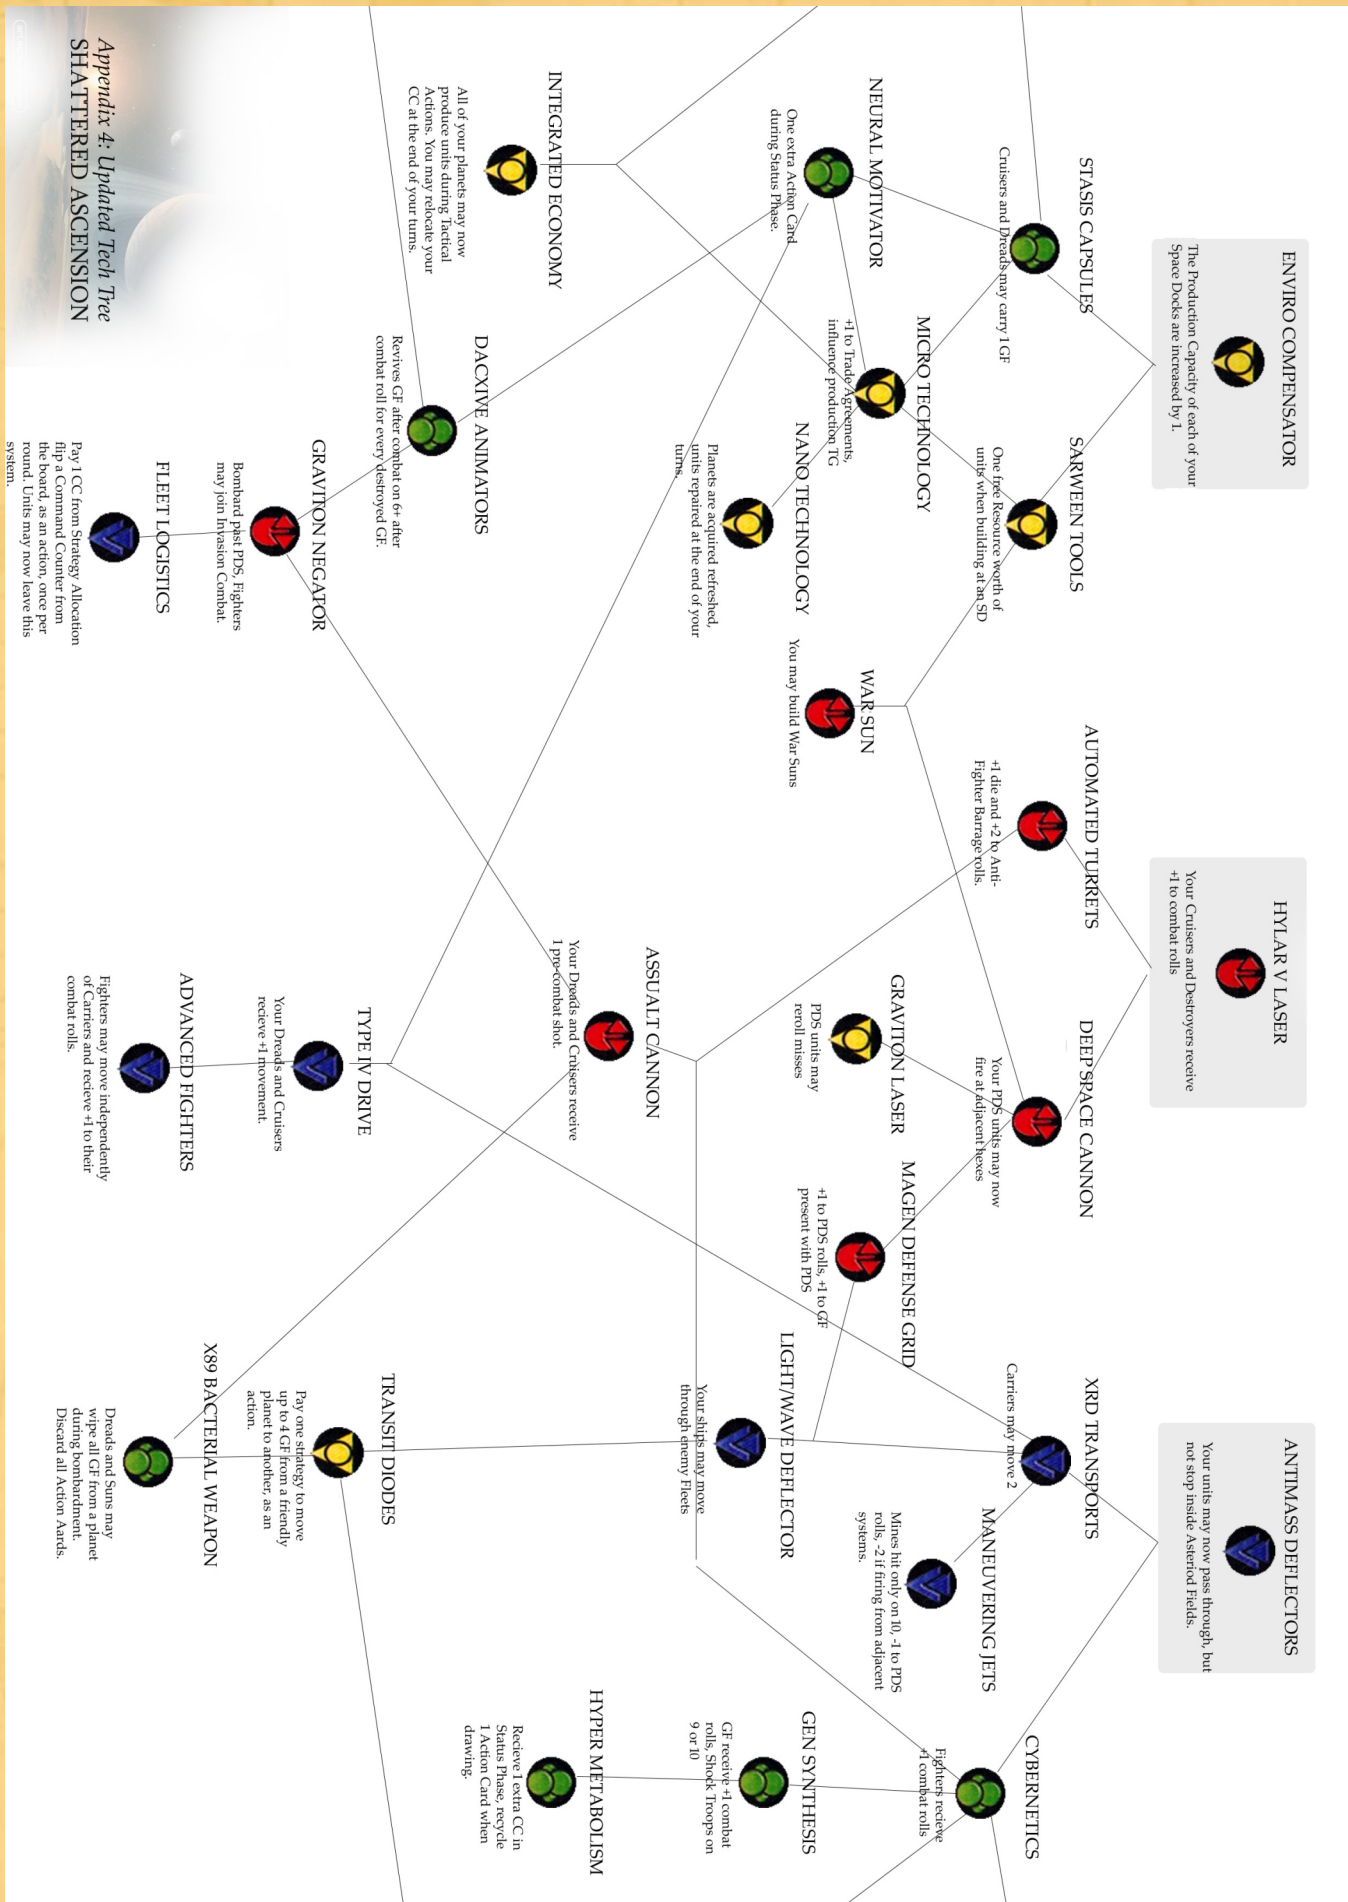 ENVIRO COMPENSATOR
The Production Capacity of each of your
Space Docks are increased by 1.
HYLAR V LASER
Your Cruisers and Destroyers receive
+1 to combat rolls
ANTIMASS DEFLECTORS
Your units may now pass through, but
not stop inside Asteriod Fields.
STASIS CAPSULES
Cruisers and Dreads may carry 1 GF
SARWEEN TOOLS
One free Resource worth of
units when building at an SD
AUTOMATED TURRETS
+1 die and +2 to Anti-
Fighter Barrage rolls.
DEEP SPACE CANNON
Your PDS units may now
fire at adjacent hexes
XRD TRANSPORTS
Carriers may move 2
CYBERNETICS
Fighters recieve
+1 combat rolls
NEURAL MOTIVATOR
One extra Action Card
during Status Phase.
MICRO TECHNOLOGY
+1 to Trade Agreements,
influence production TG
NANO TECHNOLOGY
Planets are acquired refreshed,
units repaired at the end of your
turns.
WAR SUN
You may build War Suns
GRAVITON LASER
PDS units may
reroll misses
MAGEN DEFENSE GRID
+1 to PDS rolls, +1 to GF
present with PDS
LIGHT/WAVE DEFLECTOR
Your ships may move
through enemy Fleets
MANEUVERING JETS
Mines hit only on 10, -1 to PDS
rolls, -2 if firing from adjacent
systems.
GEN SYNTHESIS
GF receive +1 combat
rolls, Shock Troops on
9 or 10
INTEGRATED ECONOMY
All of your planets may now
produce units during Tactical
Actions. You may relocate your
CC at the end of your turns.
DACXIVE ANIMATORS
Revives GF after combat on 6+ after
combat roll for every destroyed GF.
ASSUALT CANNON
Your Dreads and Cruisers receive
1 pre-combat shot.
HYPER METABOLISM
Recieve 1 extra CC in
Status Phase, recycle
1 Action Card when
drawing.
GRAVITON NEGATOR
Bombard past PDS, Fighters
may join Invasion Combat.
TYPE IV DRIVE
Your Dreads and Cruisers
recieve +1 movement.
TRANSIT DIODES
Pay one strategy to move
up to 4 GF from a friendly
planet to another, as an
action.
FLEET LOGISTICS
Pay 1 CC from Strategy Allocation
flip a Command Counter from
the board, as an action, once per
round. Units may now leave this
system.
ADVANCED FIGHTERS
Fighters may move independently
of Carriers and recieve +1 to their
combat rolls.
X89 BACTERIAL WEAPON
Dreads and Suns may
wipe all GF from a planet
during bombardment.
Discard all Action Aards.
Appendix 4: Updated Tech Tree
SHATTERED ASCENSION